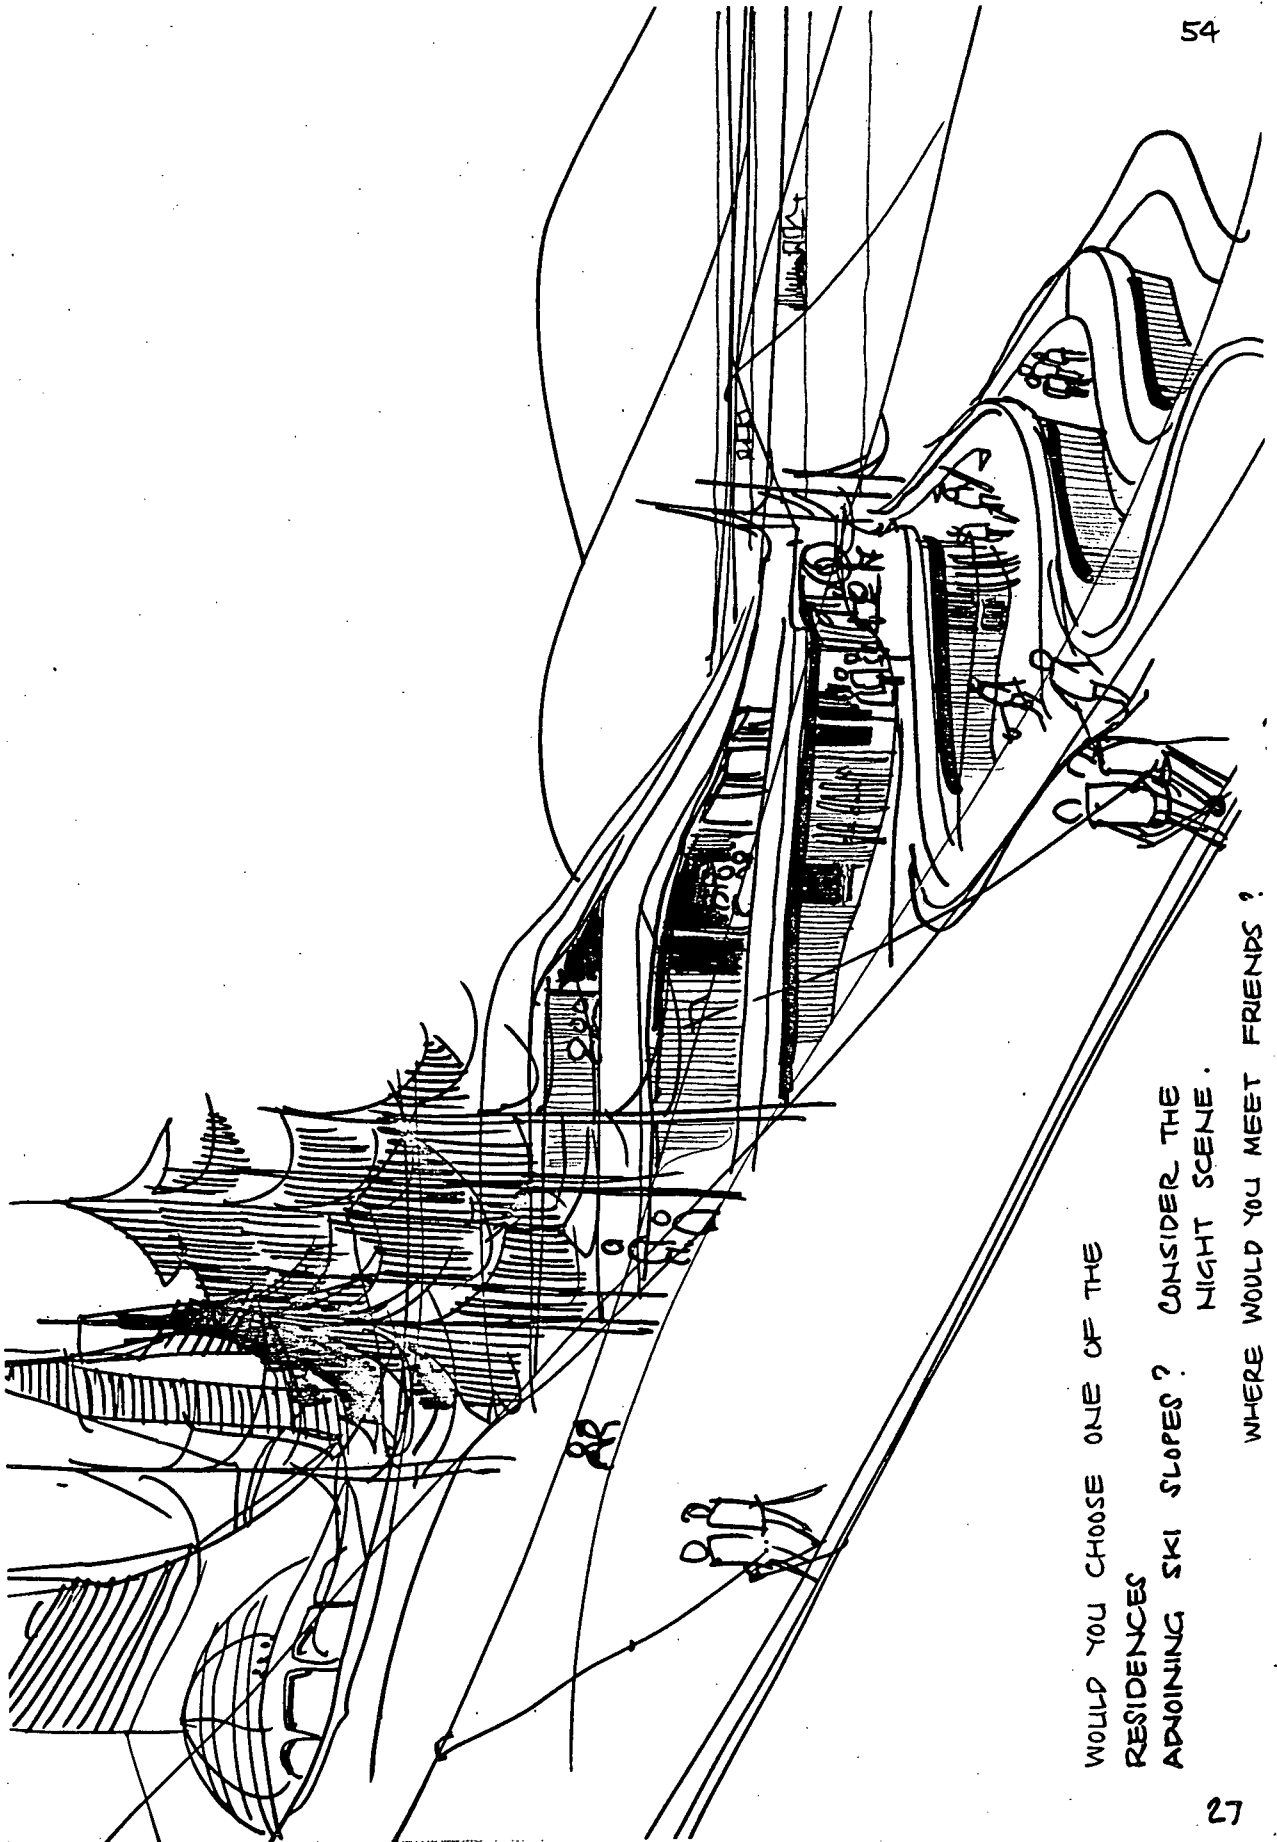 54
WOULD YOU CHOOSE ONE OF THE
RESIDENCES
ADJOINING SKI SLOPES?
CONSIDER THE
NIGHT SCENE.
WHERE WOULD YOU MEET FRIENDS?
27